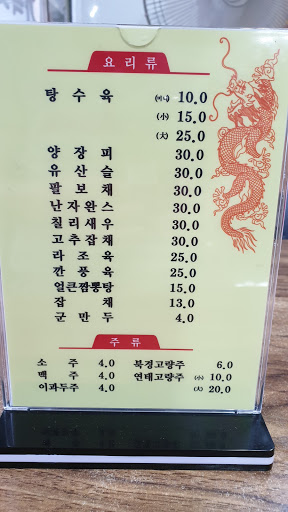 요리류
탕수육 (미니) 10.0
(小) 15.0
(大) 25.0
양장피 30.0
유산슬 30.0
팔보채 30.0
난자완스 30.0
칠리새우 30.0
고추잡채 30.0
라조육 25.0
깐풍육 25.0
얼큰짬뽕탕 15.0
잡채 13.0
군만두 4.0
주류
소주 4.0 북경고량주 6.0
맥주 4.0 연태고량주 (小) 10.0
이과두주 4.0 (大) 20.0